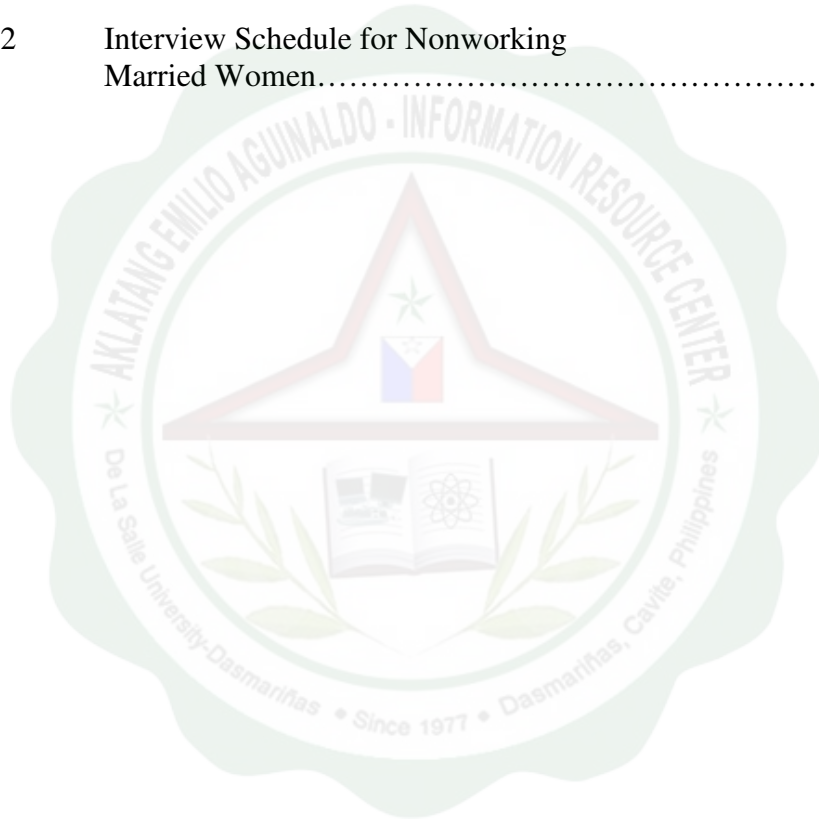 2 Interview Schedule for Nonworking
Married Women……………………………………………
AKLATANG EMILIO AGUINALDO - INFORMATION RESOURCE CENTER
De La Salle University-Dasmariñas • Since 1977 • Dasmariñas, Cavite, Philippines